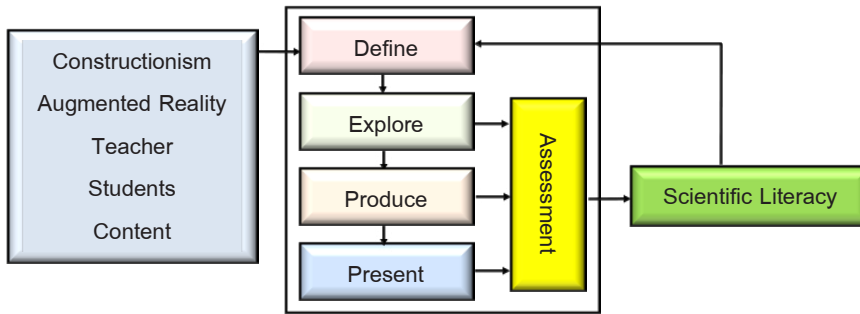 Constructionism
Augmented Reality
Teacher
Students
Content
Define
Explore
Produce
Present
Assessment
Scientific Literacy